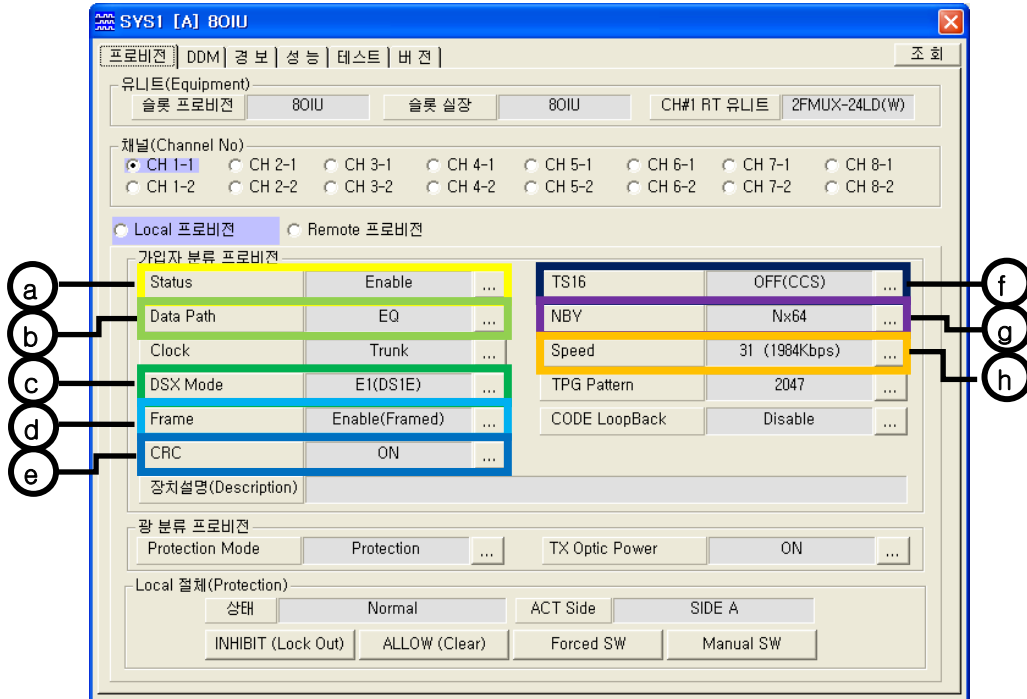 SYS1 [A] 8OIU
프로비전 DDM 경 보 성 능 테스트 버 전 조 회
유니트(Equipment)
슬롯 프로비전 8OIU 슬롯 실장 8OIU CH#1 RT 유니트 2FMUX-24LD(W)
채널(Channel No)
CH 1-1 CH 2-1 CH 3-1 CH 4-1 CH 5-1 CH 6-1 CH 7-1 CH 8-1
CH 1-2 CH 2-2 CH 3-2 CH 4-2 CH 5-2 CH 6-2 CH 7-2 CH 8-2
Local 프로비전 Remote 프로비전
가입자 분류 프로비전
a Status Enable ... TS16 OFF(CCS) ... f
b Data Path EQ ... NBY Nx64 ... g
Clock Trunk ... Speed 31 (1984Kbps) ... h
c DSX Mode E1(DS1E) ... TPG Pattern 2047 ...
d Frame Enable(Framed) ... CODE LoopBack Disable ...
e CRC ON ...
장치설명(Description)
광 분류 프로비전
Protection Mode Protection ... TX Optic Power ON ...
Local 절체(Protection)
상태 Normal ACT Side SIDE A
INHIBIT (Lock Out) ALLOW (Clear) Forced SW Manual SW